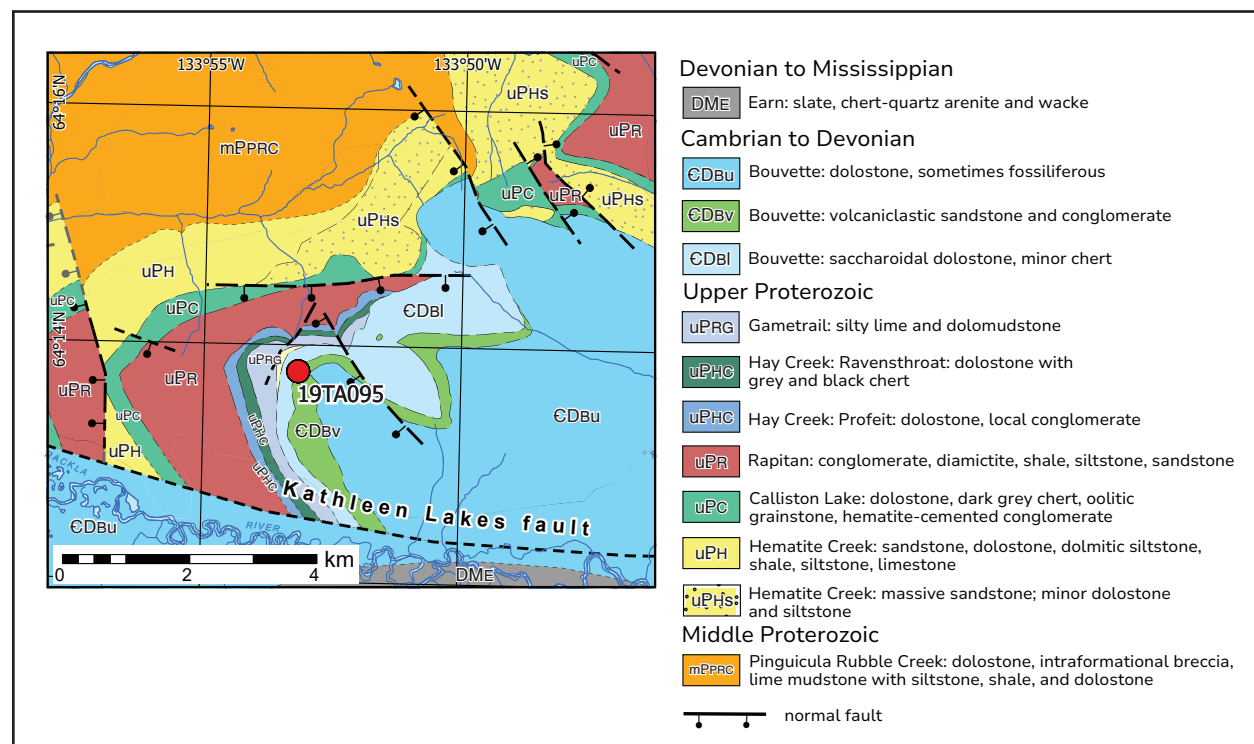 133°55'W
133°50'W
64°16'N
64°14'N
uPC
uPHs
uPR
mPPRC
uPC
uPR
uPHs
uPHs
uPH
uPC
uPC
ЄDBl
uPRG
uPR
uPR
19TA095
ЄDBu
uPC
ЄDBv
uPHC
uPH
uPHC
Kathleen Lakes fault
RACKLA
RIVER
ЄDBu
DME
0 2 4 km
Devonian to Mississippian
DME Earn: slate, chert-quartz arenite and wacke
Cambrian to Devonian
ЄDBu Bouvette: dolostone, sometimes fossiliferous
ЄDBv Bouvette: volcaniclastic sandstone and conglomerate
ЄDBl Bouvette: saccharoidal dolostone, minor chert
Upper Proterozoic
uPRG Gametrail: silty lime and dolomudstone
uPHC Hay Creek: Ravensthroat: dolostone with
grey and black chert
uPHC Hay Creek: Profeit: dolostone, local conglomerate
uPR Rapitan: conglomerate, diamictite, shale, siltstone, sandstone
uPC Calliston Lake: dolostone, dark grey chert, oolitic
grainstone, hematite-cemented conglomerate
uPH Hematite Creek: sandstone, dolostone, dolmitic siltstone,
shale, siltstone, limestone
uPHs Hematite Creek: massive sandstone; minor dolostone
and siltstone
Middle Proterozoic
mPPRC Pinguicula Rubble Creek: dolostone, intraformational breccia,
lime mudstone with siltstone, shale, and dolostone
normal fault